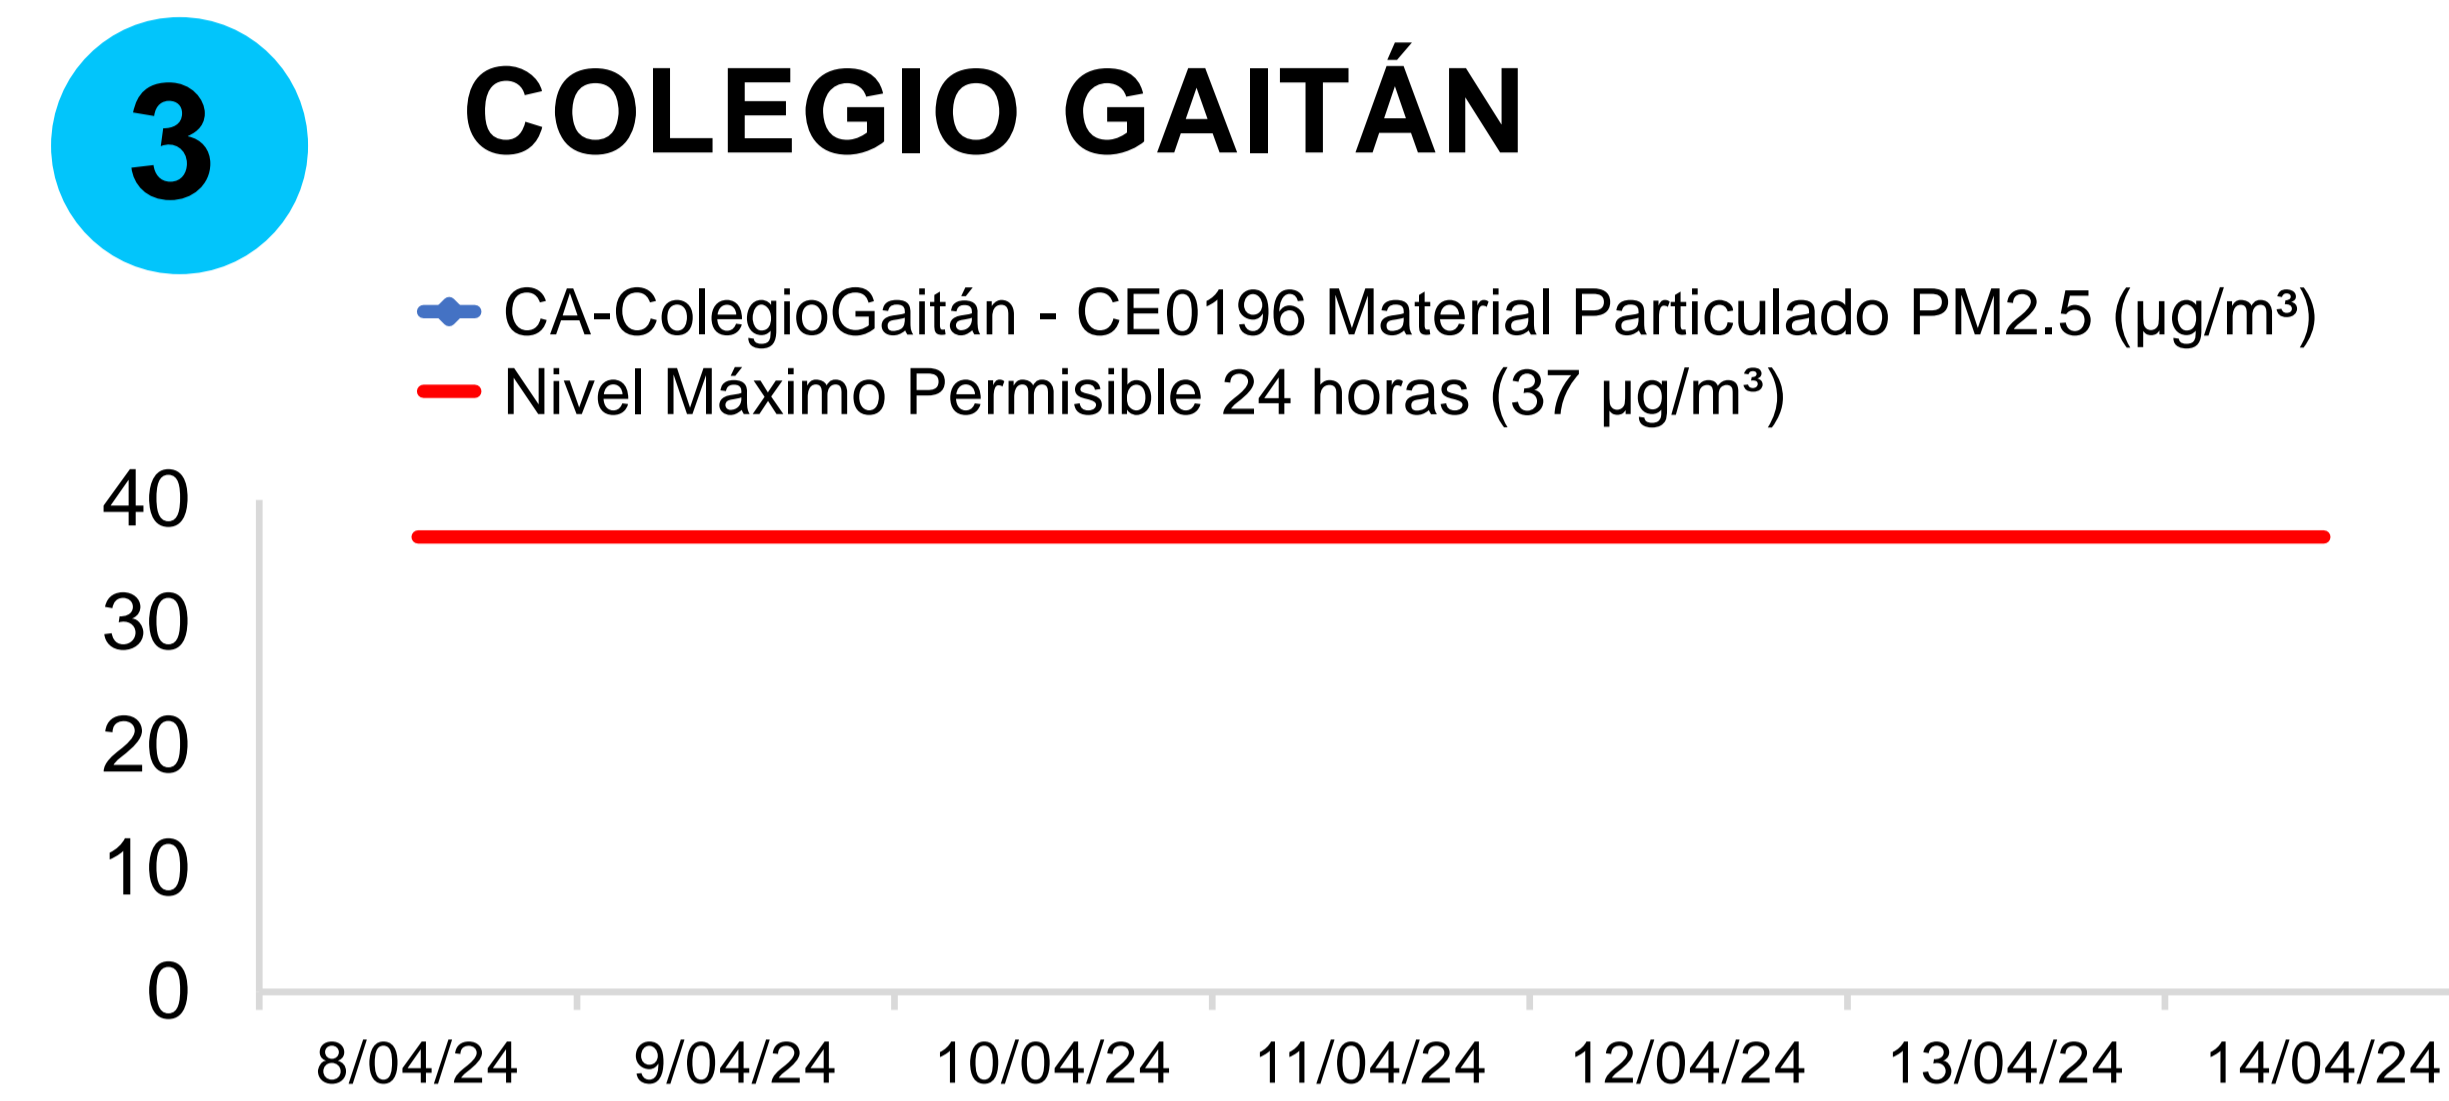 3
COLEGIO GAITÁN
CA-ColegioGaitán - CE0196 Material Particulado PM2.5 (µg/m³)
Nivel Máximo Permisible 24 horas (37 µg/m³)
40
30
20
10
0
8/04/24 9/04/24 10/04/24 11/04/24 12/04/24 13/04/24 14/04/24